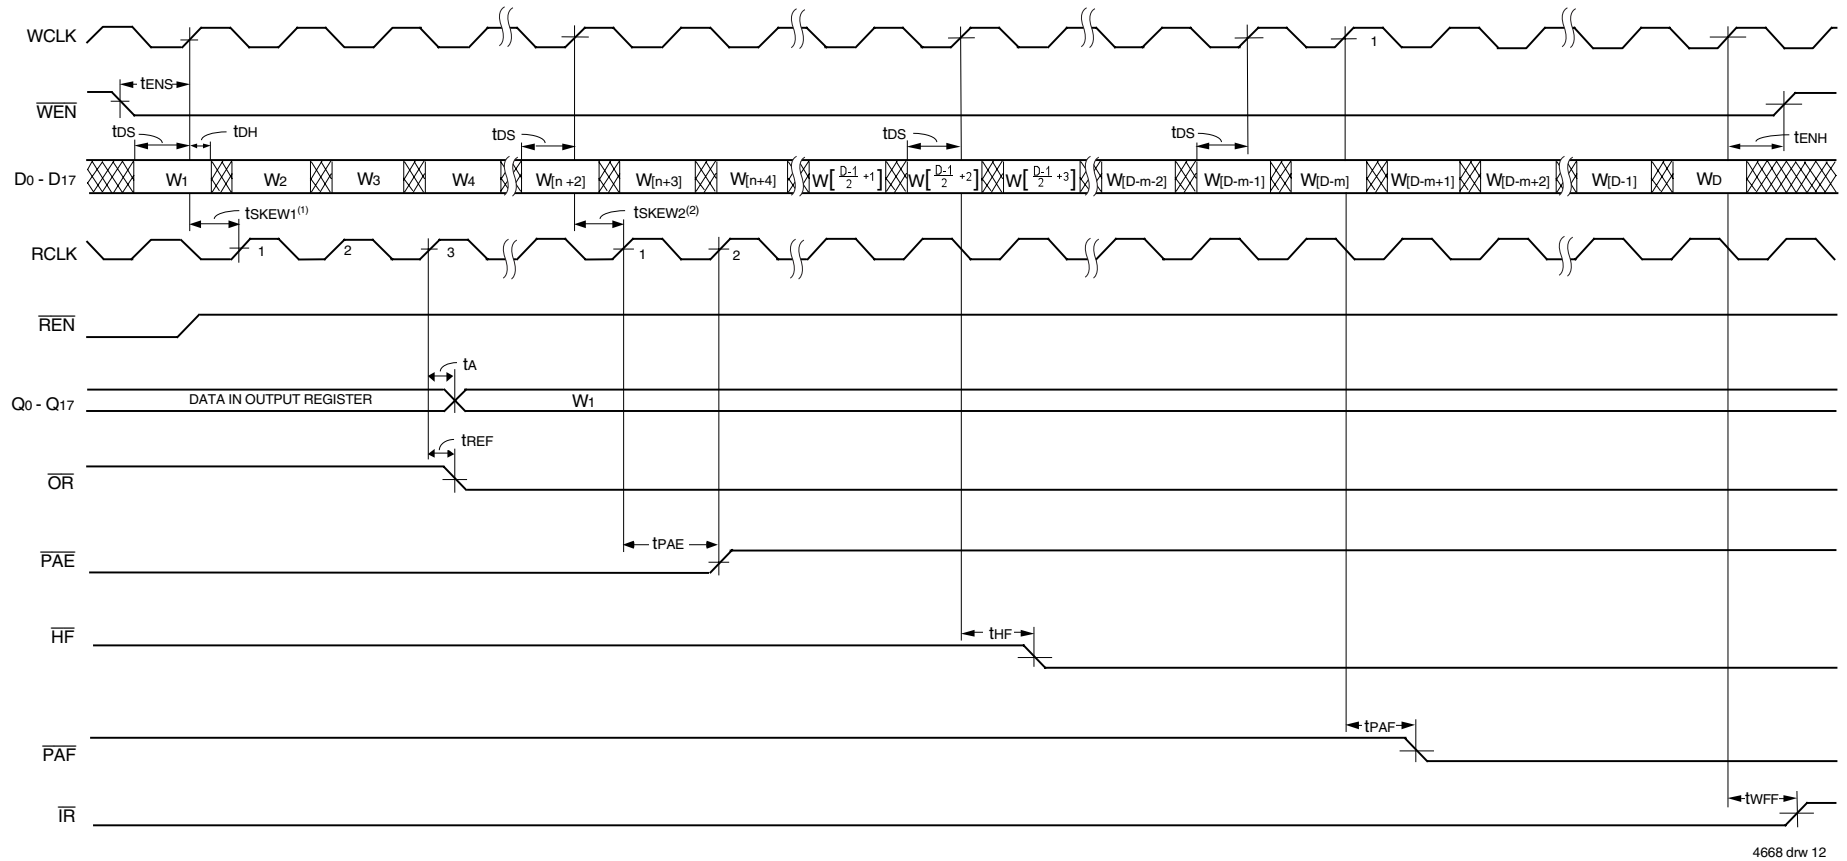 WCLK 1
tENS
WEN
tDS tDH tDS tDS tDS tENH
D0 - D17 W1 W2 W3 W4 W[n +2] W[n+3] W[n+4] W[D-1/2 +1] W[D-1/2 +2] W[D-1/2 +3] W[D-m-2] W[D-m-1] W[D-m] W[D-m+1] W[D-m+2] W[D-1] WD
tSKEW1(1) tSKEW2(2)
RCLK 1 2 3 1 2
REN
tA
Q0 - Q17 DATA IN OUTPUT REGISTER W1
tREF
OR
tPAE
PAE
tHF
HF
tPAF
PAF
tWFF
IR
4668 drw 12